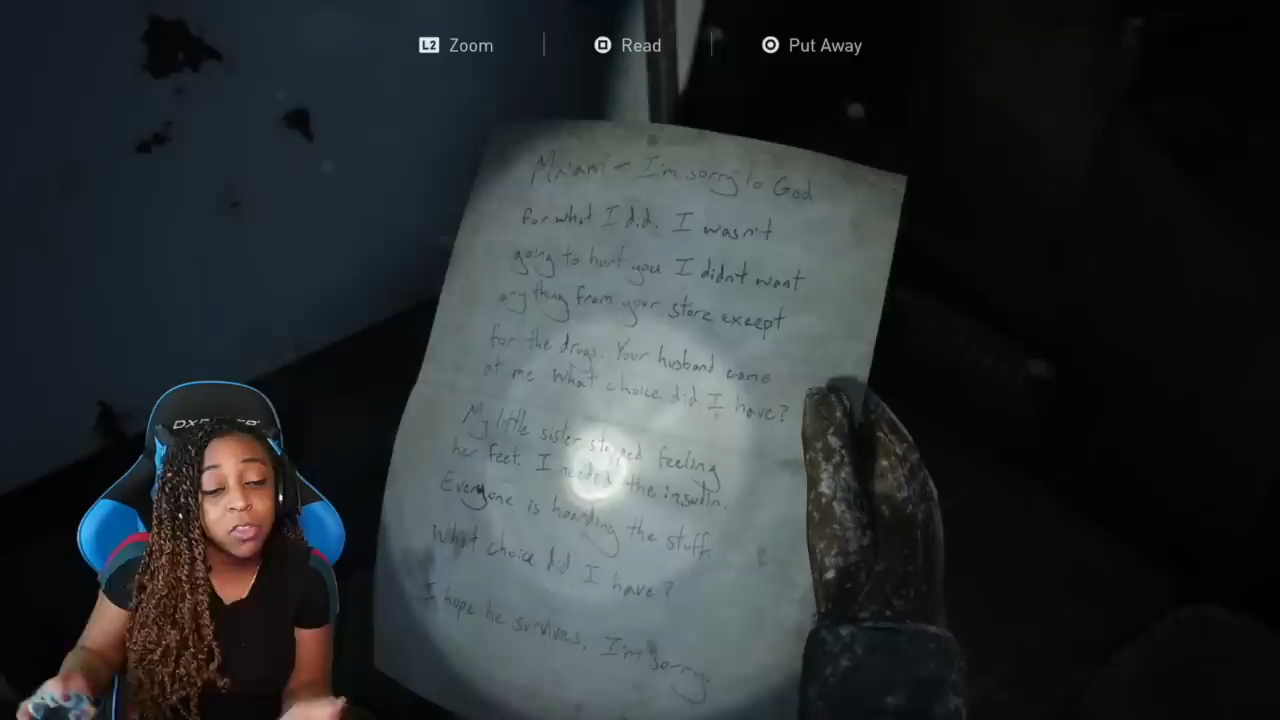 L2 Zoom
Read
Put Away
Ma'am - I'm sorry to God
for what I did. I wasn't
going to hurt you I didn't want
anything from your store except
for the drugs. Your husband came
at me what choice did I have?
My little sister stopped feeling
her feet. I needed the insulin.
Everyone is hoarding the stuff.
What choice did I have?
I hope he survives. I'm sorry.
DXRACER